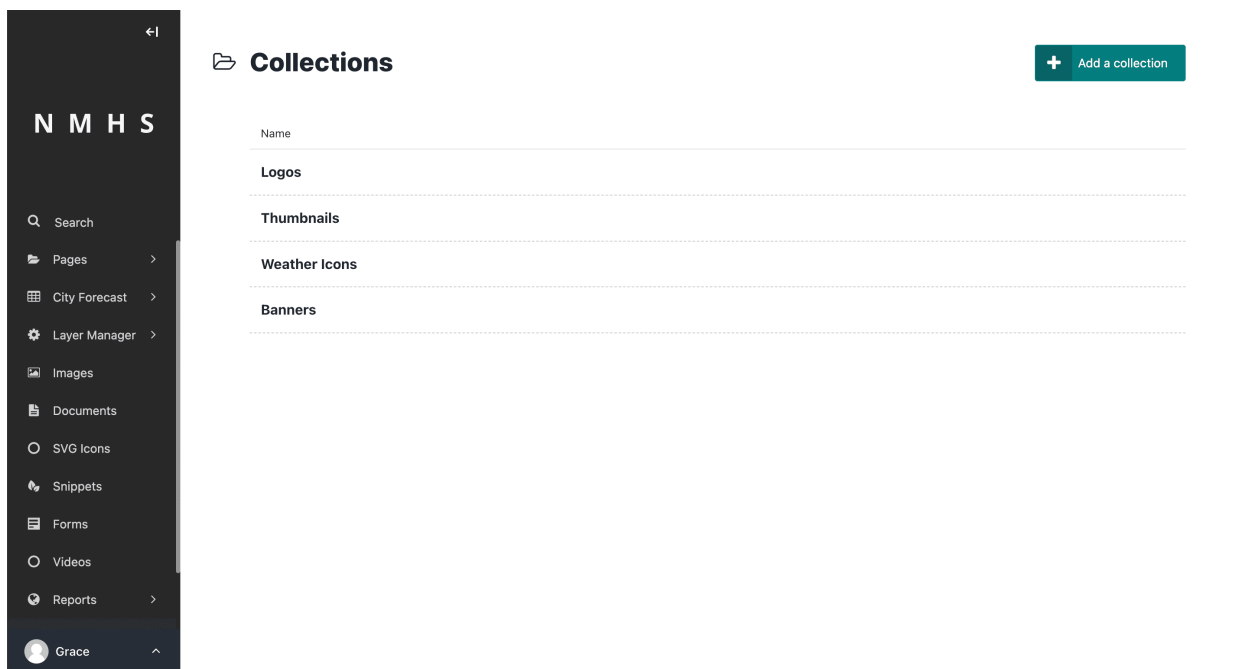 N M H S
Search
Pages
City Forecast
Layer Manager
Images
Documents
SVG Icons
Snippets
Forms
Videos
Reports
Grace
Collections
Add a collection
Name
Logos
Thumbnails
Weather Icons
Banners